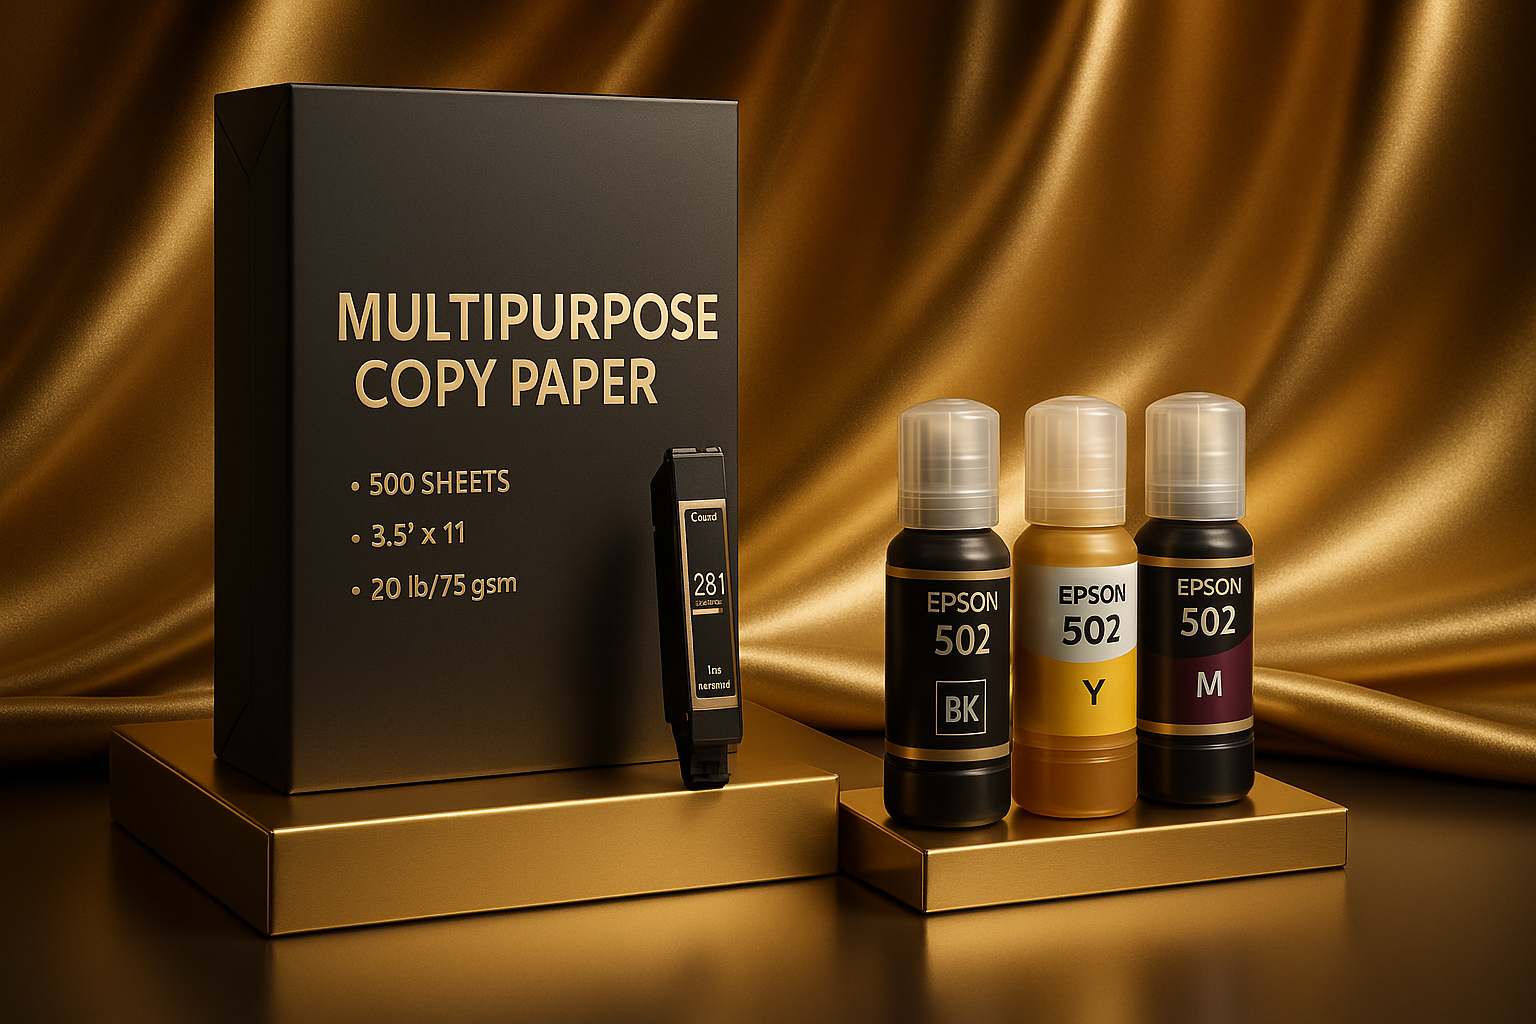 MULTIPURPOSE
COPY PAPER
• 500 SHEETS
• 3.5’ x 11
• 20 lb/75 gsm
281
EPSON
502
BK
EPSON
502
Y
EPSON
502
M